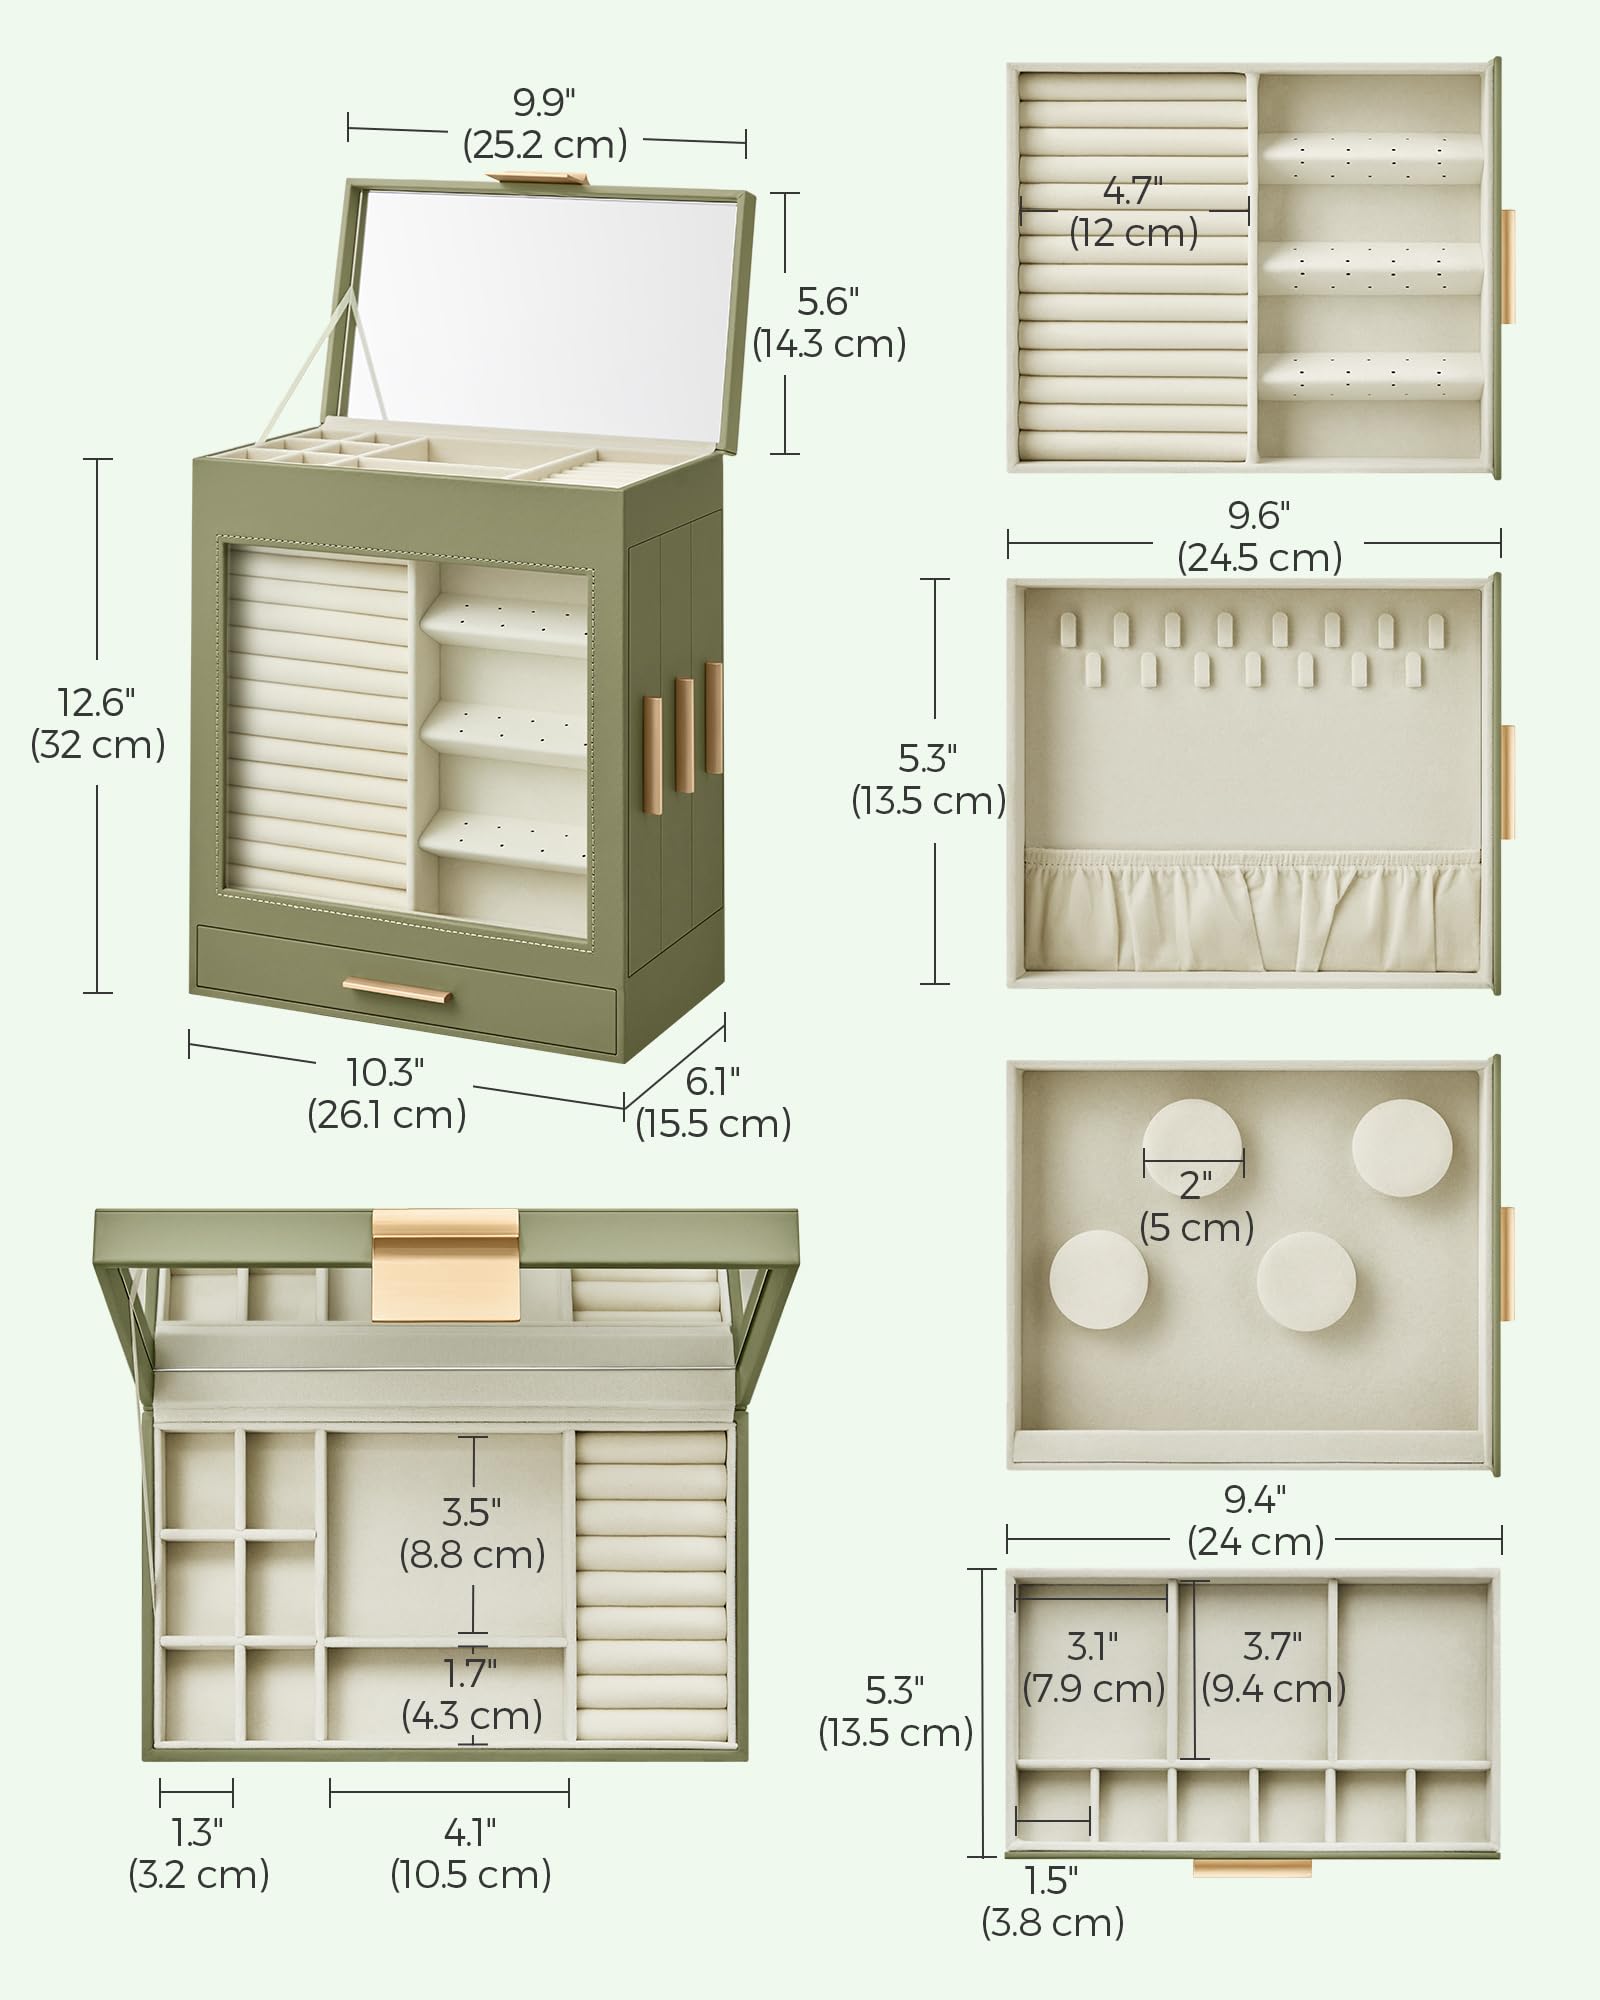 9.9"
(25.2 cm)
5.6"
(14.3 cm)
12.6"
(32 cm)
10.3"
(26.1 cm)
6.1"
(15.5 cm)
4.7"
(12 cm)
9.6"
(24.5 cm)
5.3"
(13.5 cm)
2"
(5 cm)
3.5"
(8.8 cm)
1.7"
(4.3 cm)
1.3"
(3.2 cm)
4.1"
(10.5 cm)
9.4"
(24 cm)
3.1"
(7.9 cm)
3.7"
(9.4 cm)
5.3"
(13.5 cm)
1.5"
(3.8 cm)